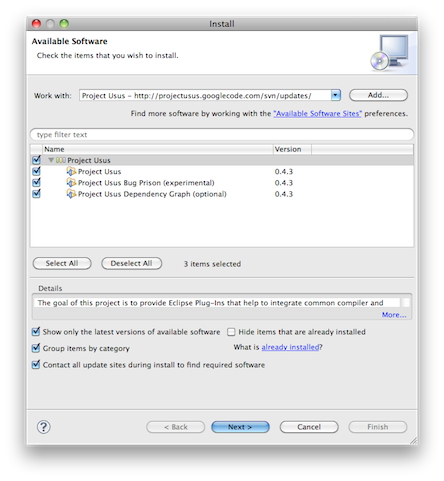 Install
Available Software
Check the items that you wish to install.
Work with: Project Usus - http://projectusus.googlecode.com/svn/updates/ Add...
Find more software by working with the "Available Software Sites" preferences.
type filter text
Name Version
Project Usus
Project Usus 0.4.3
Project Usus Bug Prison (experimental) 0.4.3
Project Usus Dependency Graph (optional) 0.4.3
Select All Deselect All 3 items selected
Details
The goal of this project is to provide Eclipse Plug-Ins that help to integrate common compiler and
More...
Show only the latest versions of available software Hide items that are already installed
Group items by category What is already installed?
Contact all update sites during install to find required software
? < Back Next > Cancel Finish